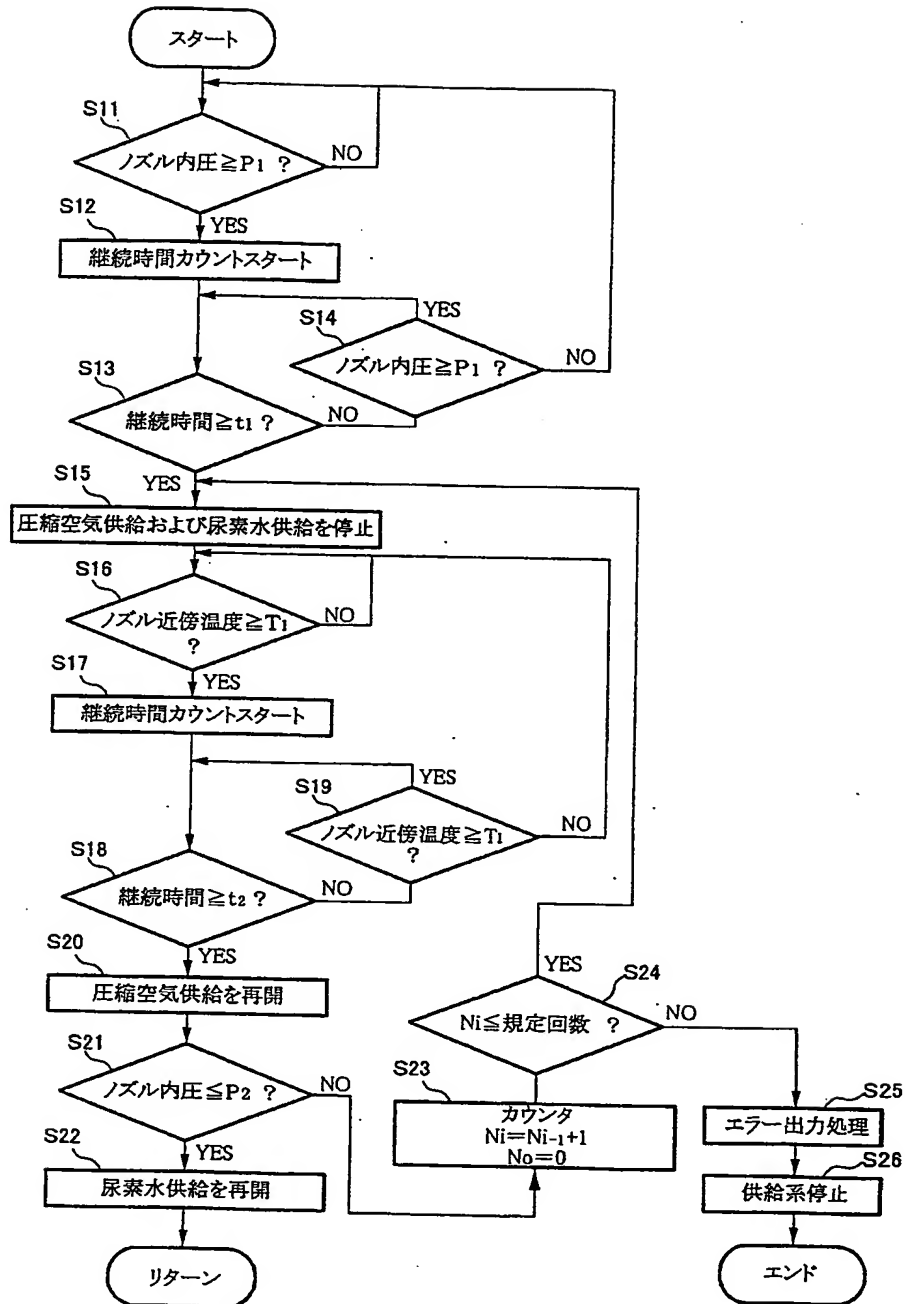 スタート
S11
ノズル内圧≧P1 ?
NO
YES
S12
継続時間カウントスタート
YES
S14
ノズル内圧≧P1 ?
NO
S13
継続時間≧t1 ?
NO
YES
S15
圧縮空気供給および尿素水供給を停止
S16
ノズル近傍温度≧T1
?
NO
YES
S17
継続時間カウントスタート
YES
S19
ノズル近傍温度≧T1
?
NO
S18
継続時間≧t2 ?
NO
YES
S20
圧縮空気供給を再開
S21
ノズル内圧≦P2 ?
NO
YES
S22
尿素水供給を再開
リターン
S23
カウンタ
Ni=Ni-1+1
No=0
YES
S24
Ni≦規定回数 ?
NO
S25
エラー出力処理
S26
供給系停止
エンド